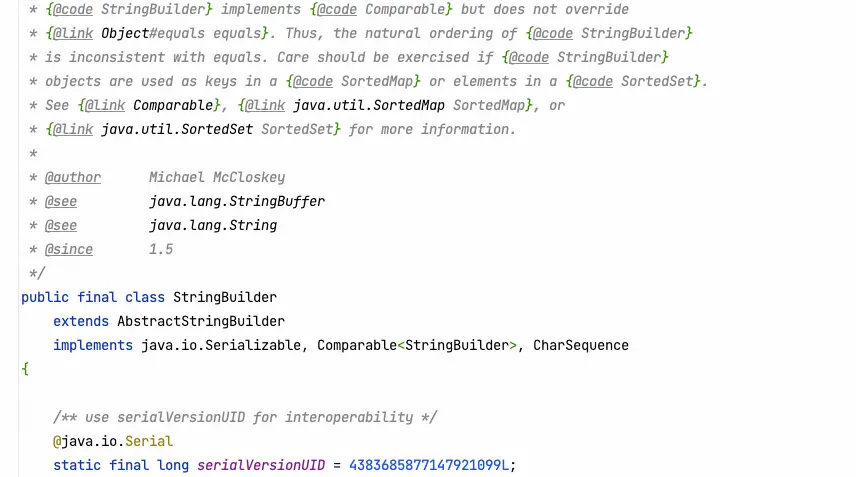 * {@code StringBuilder} implements {@code Comparable} but does not override
* {@link Object#equals equals}. Thus, the natural ordering of {@code StringBuilder}
* is inconsistent with equals. Care should be exercised if {@code StringBuilder}
* objects are used as keys in a {@code SortedMap} or elements in a {@code SortedSet}.
* See {@link Comparable}, {@link java.util.SortedMap SortedMap}, or
* {@link java.util.SortedSet SortedSet} for more information.
*
* @author      Michael McCloskey
* @see         java.lang.StringBuffer
* @see         java.lang.String
* @since       1.5
*/
public final class StringBuilder
    extends AbstractStringBuilder
    implements java.io.Serializable, Comparable<StringBuilder>, CharSequence
{
    /** use serialVersionUID for interoperability */
    @java.io.Serial
    static final long serialVersionUID = 4383685877147921099L;